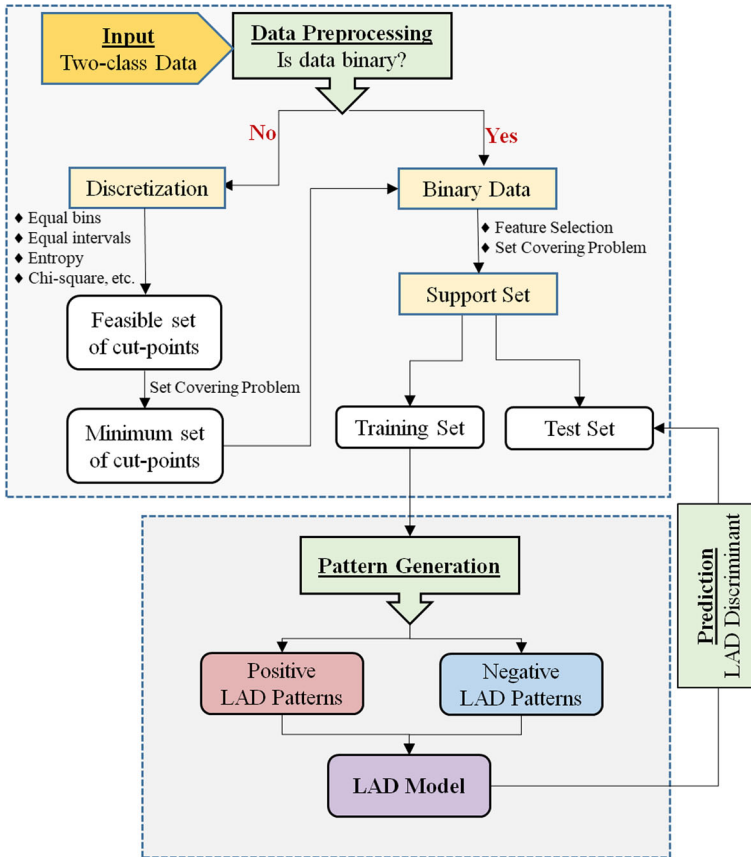 Input
Two-class Data
Data Preprocessing
Is data binary?
No
Yes
Discretization
Binary Data
♦ Equal bins
♦ Equal intervals
♦ Entropy
♦ Chi-square, etc.
♦ Feature Selection
♦ Set Covering Problem
Support Set
Feasible set
of cut-points
Set Covering Problem
Minimum set
of cut-points
Training Set
Test Set
Pattern Generation
Prediction
LAD Discriminant
Positive
LAD Patterns
Negative
LAD Patterns
LAD Model